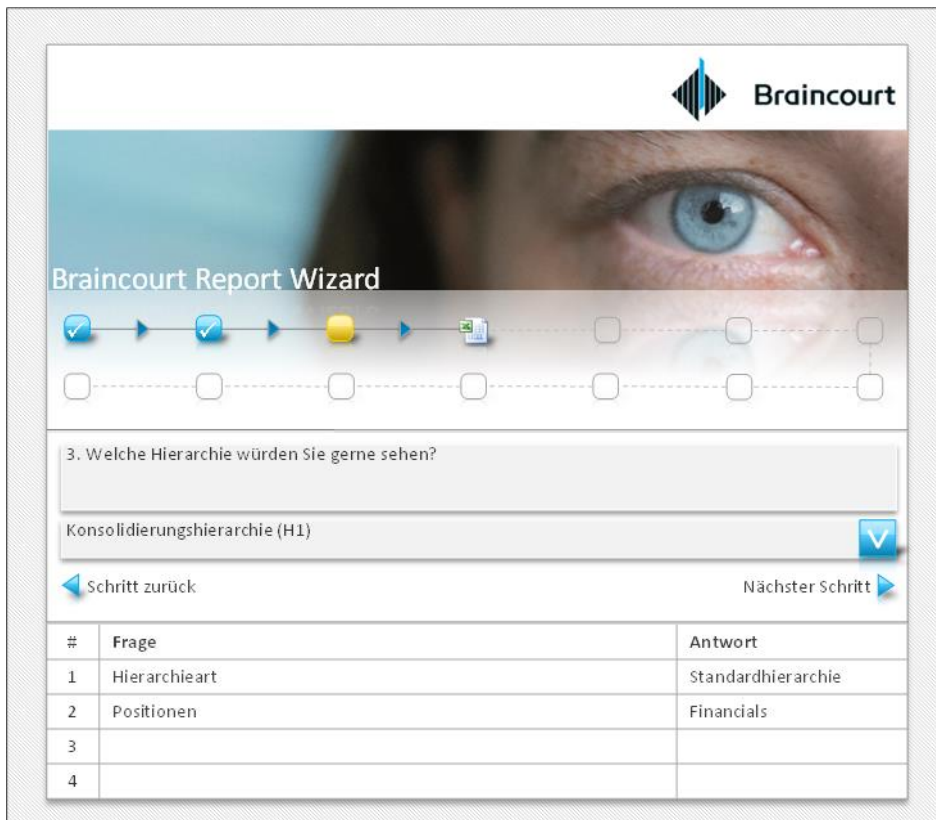 Braincourt
Braincourt Report Wizard
3. Welche Hierarchie würden Sie gerne sehen?
Konsolidierungshierarchie (H1)
V
Schritt zurück
Nächster Schritt
# Frage Antwort
1 Hierarchieart Standardhierarchie
2 Positionen Financials
3
4